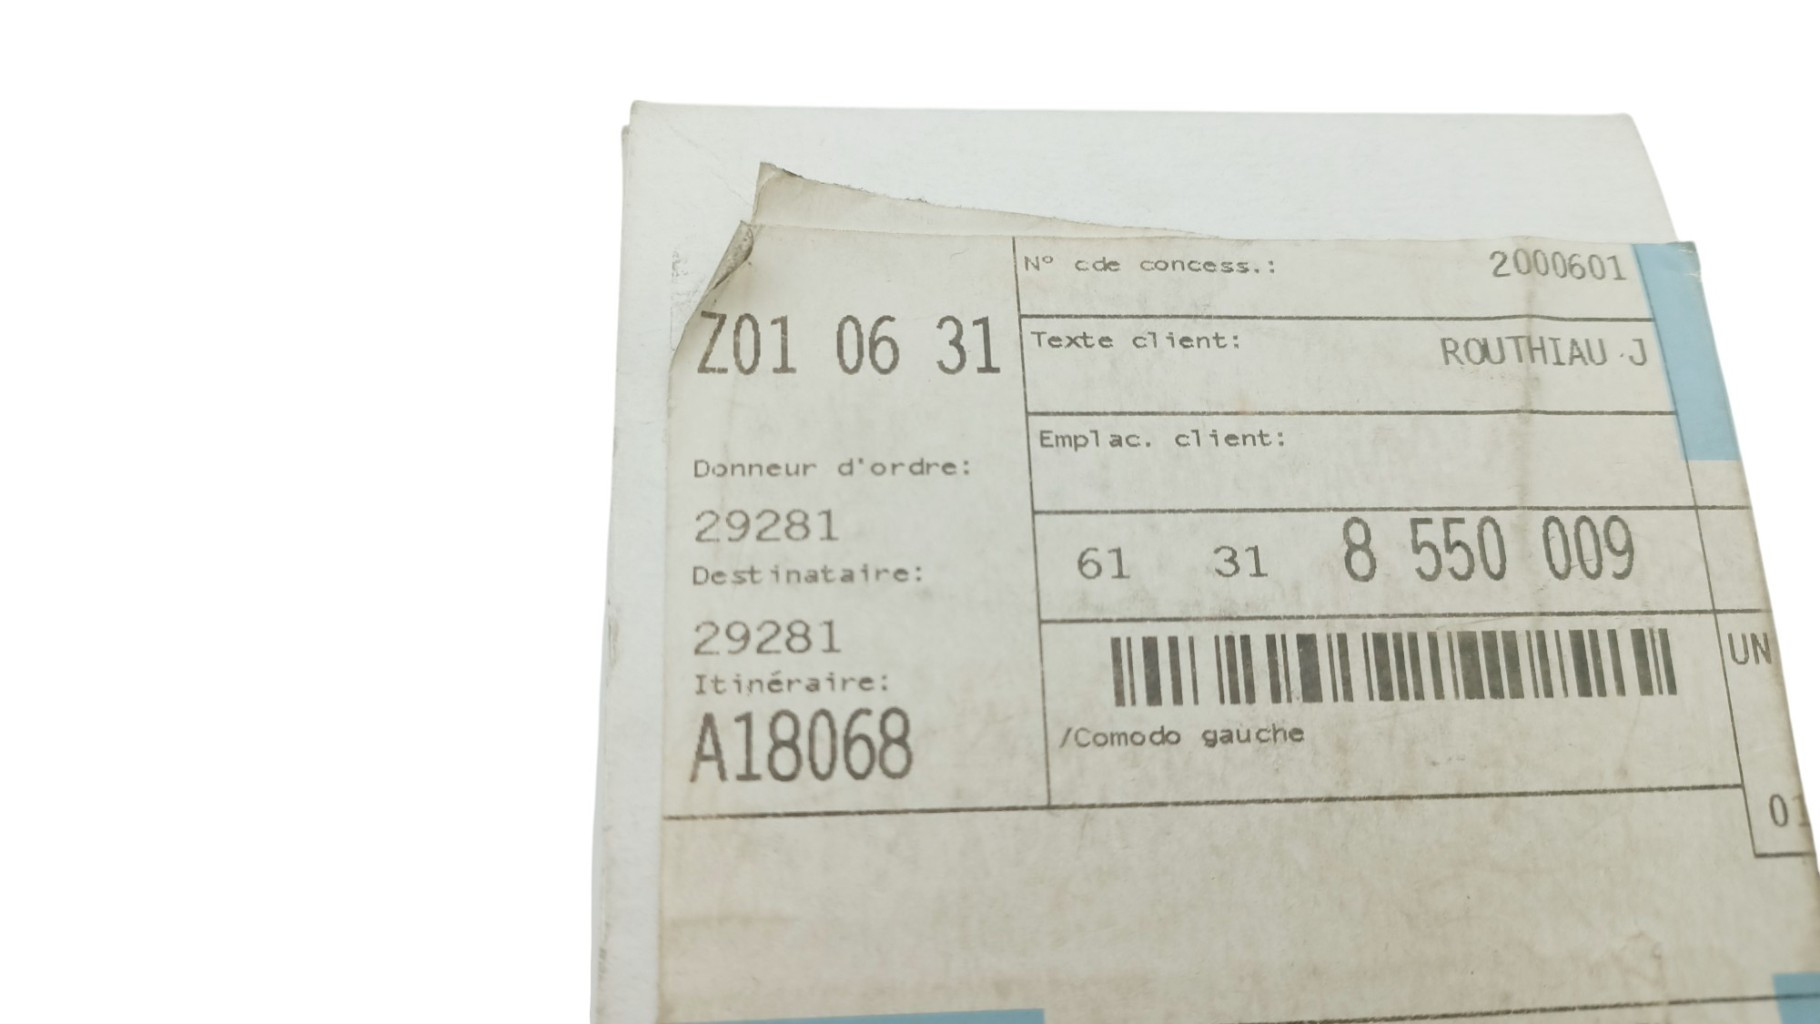 Z01 06 31
Donneur d'ordre:
29281
Destinataire:
29281
Itinéraire:
A18068
N° cde concess.: 2000601
Texte client: ROUTHIAU J
Emplac. client:
61 31 8 550 009
/Comodo gauche
UN
01